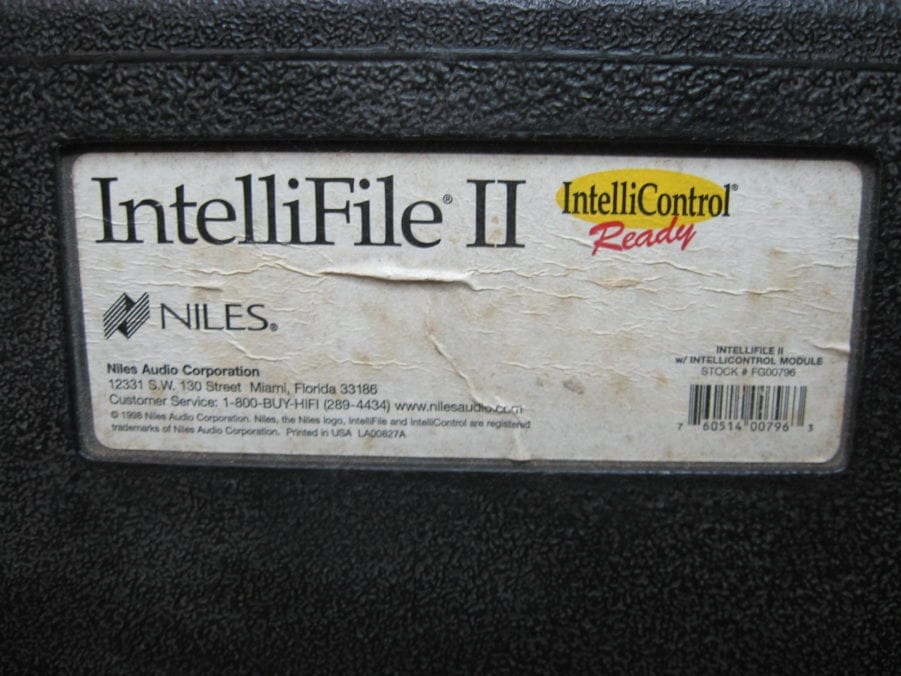 IntelliFile® II
IntelliControl®
Ready
NILES®
Niles Audio Corporation
12331 S.W. 130 Street Miami, Florida 33186
Customer Service: 1-800-BUY-HIFI (289-4434) www.nilesaudio.com
© 1998 Niles Audio Corporation. Niles, the Niles logo, IntelliFile and IntelliControl are registered
trademarks of Niles Audio Corporation. Printed in USA LA00827A
INTELLIFILE II
w/ INTELLICONTROL MODULE
STOCK # FG00796
7 60514 00796 3